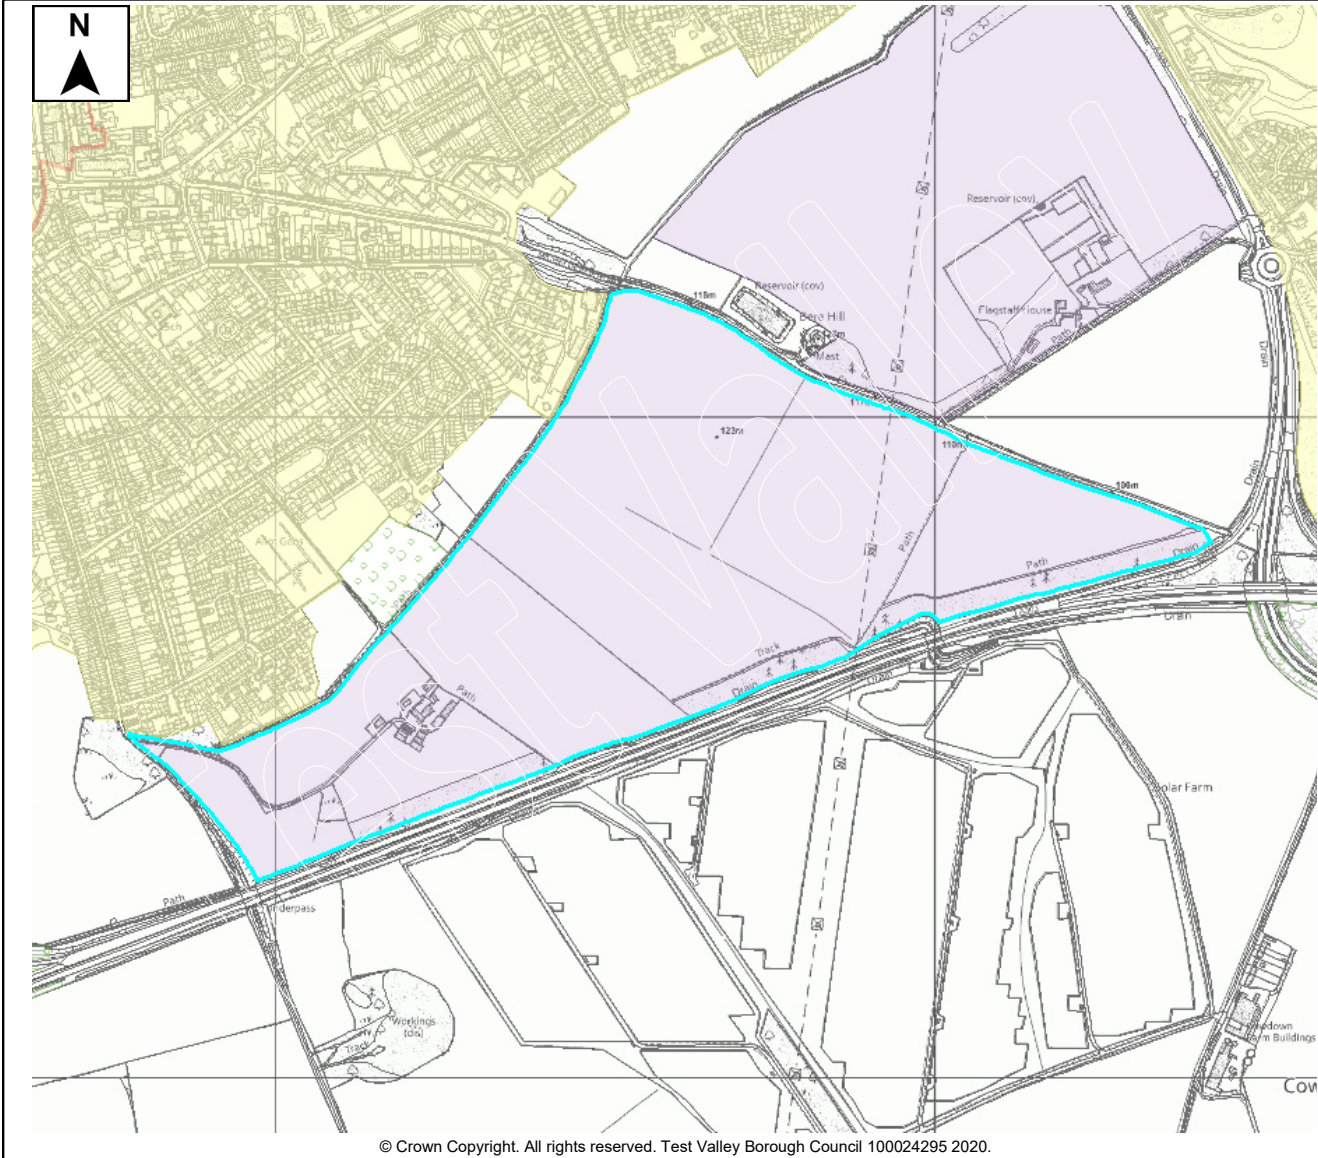 N
Reservoir (cov)
Reservoir (cov)
118m
Bere Hill
Mast
Flagstaff House
Path
Drain
123m
110m
100m
Drain
Path
Path
Drain
Track
Drain
Drain
Drain
Path
Path
Solar Farm
Path
Underpass
Workings
(dis)
Track
Farm Buildings
Cow
© Crown Copyright. All rights reserved. Test Valley Borough Council 100024295 2020.